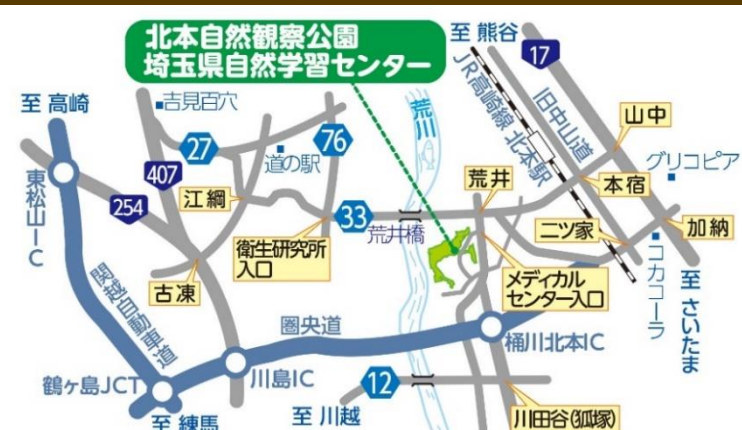 北本自然観察公園
埼玉県自然学習センター
至 熊谷
17
至 高崎
吉見百穴
荒川
JR高崎線 北本駅
旧中山道
山中
27
道の駅
76
グリコピア
東松山IC
407
254
江綱
荒井
本宿
33
荒井橋
二ツ家
加納
衛生研究所
入口
古凍
メディカル
センター入口
コカコーラ
至 さいたま
関越自動車道
圏央道
桶川北本IC
鶴ヶ島JCT
川島IC
12
至 練馬
至 川越
川田谷(狐塚)